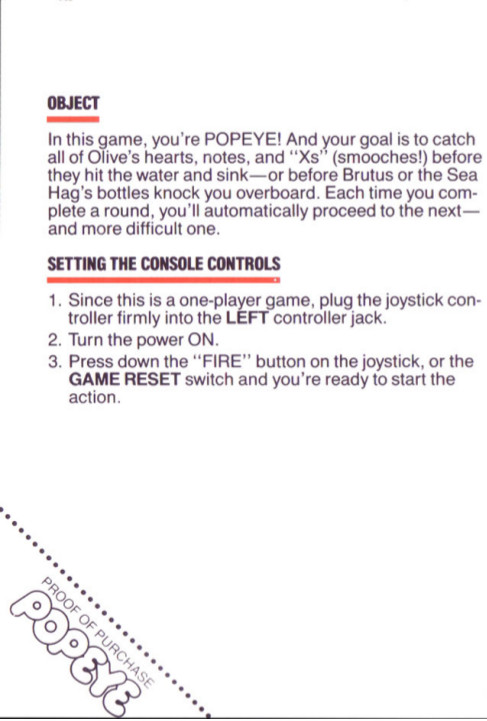 OBJECT
In this game, you're POPEYE! And your goal is to catch
all of Olive's hearts, notes, and "Xs" (smooches!) before
they hit the water and sink—or before Brutus or the Sea
Hag's bottles knock you overboard. Each time you com-
plete a round, you'll automatically proceed to the next—
and more difficult one.
SETTING THE CONSOLE CONTROLS
1. Since this is a one-player game, plug the joystick con-
troller firmly into the LEFT controller jack.
2. Turn the power ON.
3. Press down the "FIRE" button on the joystick, or the
GAME RESET switch and you're ready to start the
action.
PROOF OF PURCHASE
POPEYE